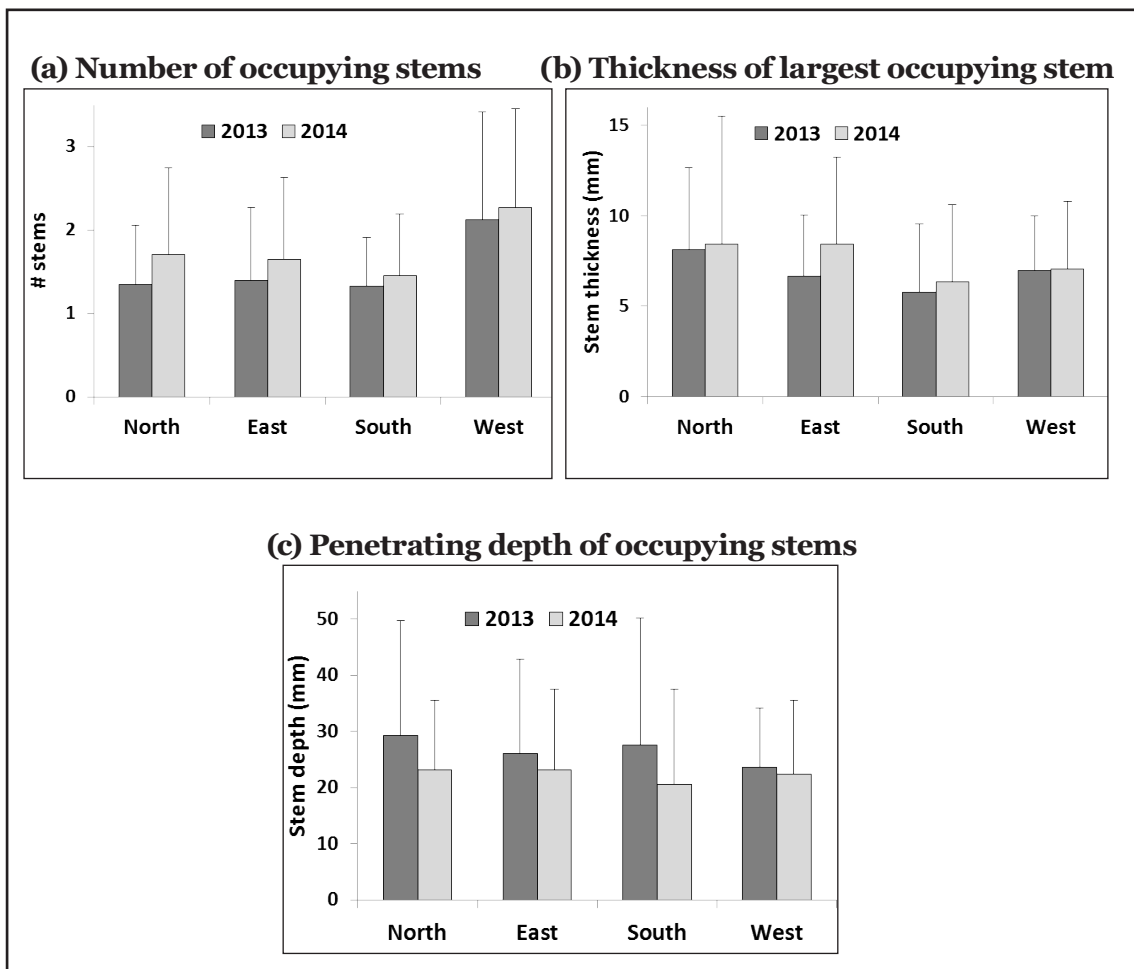 (a) Number of occupying stems
2013 2014
# stems
3
2
1
0
North East South West
(b) Thickness of largest occupying stem
2013 2014
Stem thickness (mm)
15
10
5
0
North East South West
(c) Penetrating depth of occupying stems
2013 2014
Stem depth (mm)
50
40
30
20
10
0
North East South West